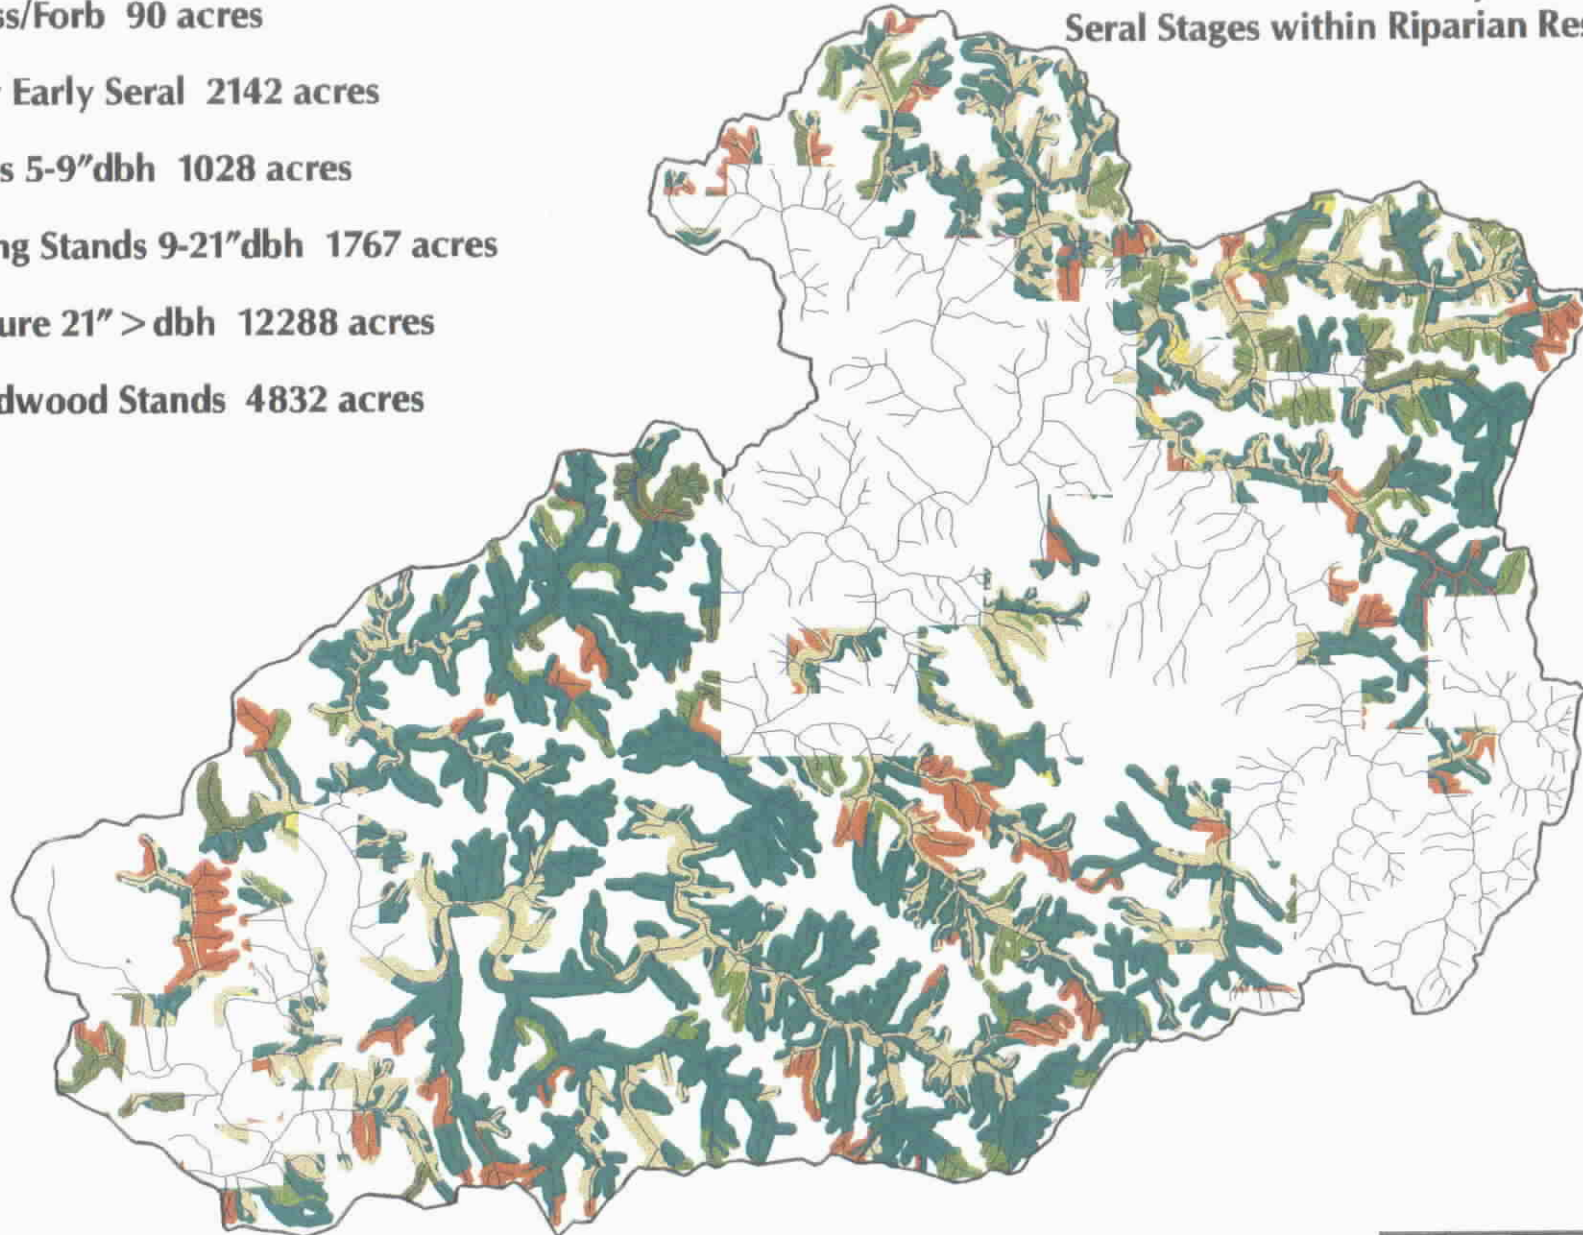 ss/Forb 90 acres
Seral Stages within Riparian Res
Early Seral 2142 acres
s 5-9"dbh 1028 acres
ng Stands 9-21"dbh 1767 acres
ure 21" > dbh 12288 acres
dwood Stands 4832 acres